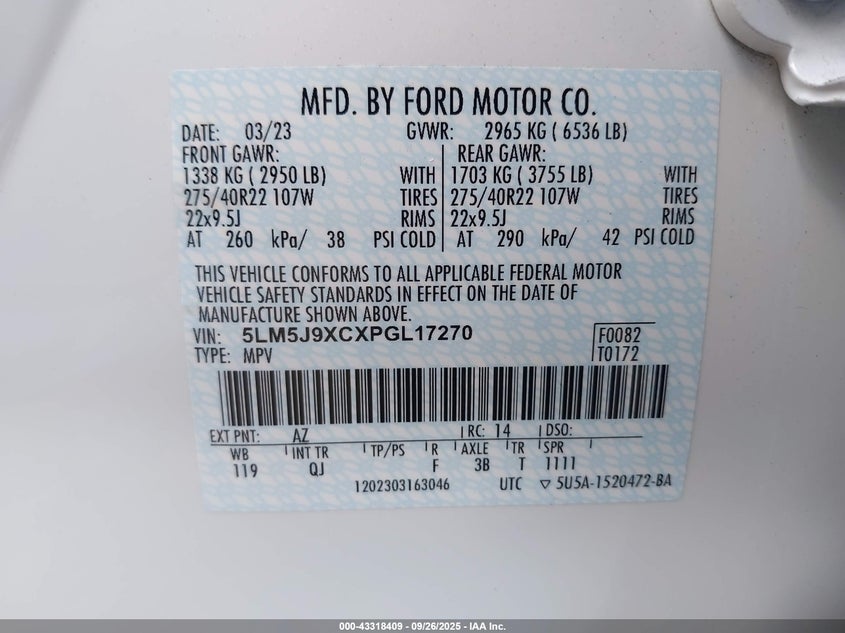 MFD. BY FORD MOTOR CO.
DATE: 03/23 GVWR: 2965 KG ( 6536 LB)
FRONT GAWR: REAR GAWR:
1338 KG ( 2950 LB) WITH 1703 KG ( 3755 LB) WITH
275/40R22 107W TIRES 275/40R22 107W TIRES
22x9.5J RIMS 22x9.5J RIMS
AT 260 kPa/ 38 PSI COLD AT 290 kPa/ 42 PSI COLD
THIS VEHICLE CONFORMS TO ALL APPLICABLE FEDERAL MOTOR
VEHICLE SAFETY STANDARDS IN EFFECT ON THE DATE OF
MANUFACTURE SHOWN ABOVE.
VIN: 5LM5J9XCXPGL17270 F0082
TYPE: MPV T0172
EXT PNT: AZ RC: 14 DSO:
WB INT TR TP/PS R AXLE TR SPR
119 QJ F 3B T 1111
1202303163046 UTC ▽ 5U5A-1520472-BA
000-43318409 - 09/26/2025 - IAA Inc.